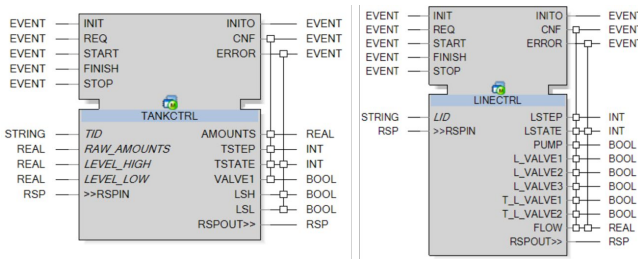 EVENT INIT INITO EVENT
EVENT REQ CNF EVENT
EVENT START ERROR EVENT
EVENT FINISH
EVENT STOP
TANKCTRL
STRING TID AMOUNTS REAL
REAL RAW_AMOUNTS TSTEP INT
REAL LEVEL_HIGH TSTATE INT
REAL LEVEL_LOW VALVE1 BOOL
RSP >>RSPIN LSH BOOL
LSL BOOL
RSPOUT>> RSP
EVENT INIT INITO EVEN
EVENT REQ CNF EVEN
EVENT START ERROR EVEN
EVENT FINISH
EVENT STOP
LINECTRL
STRING LID LSTEP INT
RSP >>RSPIN LSTATE INT
PUMP BOOL
L_VALVE1 BOOL
L_VALVE2 BOOL
L_VALVE3 BOOL
T_L_VALVE1 BOOL
T_L_VALVE2 BOOL
FLOW REAL
RSPOUT>> RSP